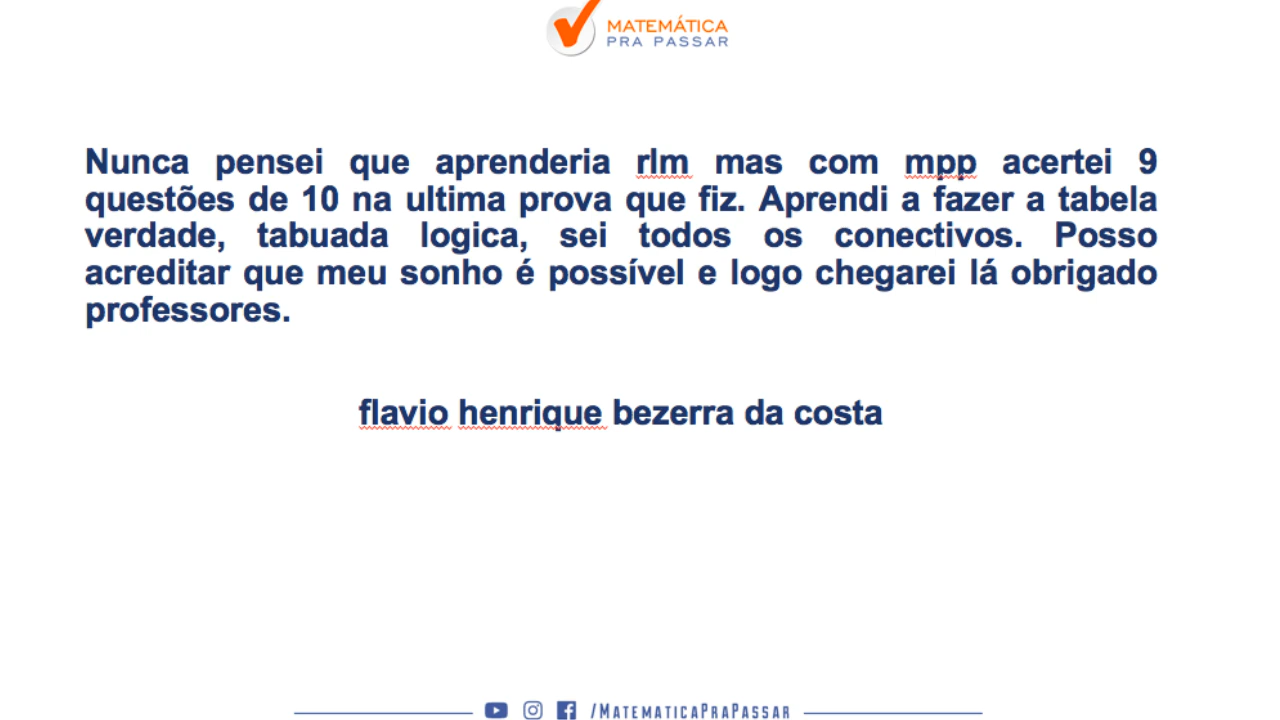 MATEMÁTICA
PRA PASSAR
Nunca pensei que aprenderia rlm mas com mpp acertei 9
questões de 10 na ultima prova que fiz. Aprendi a fazer a tabela
verdade, tabuada logica, sei todos os conectivos. Posso
acreditar que meu sonho é possível e logo chegarei lá obrigado
professores.
flavio henrique bezerra da costa
/MATEMATICAPRAPASSAR